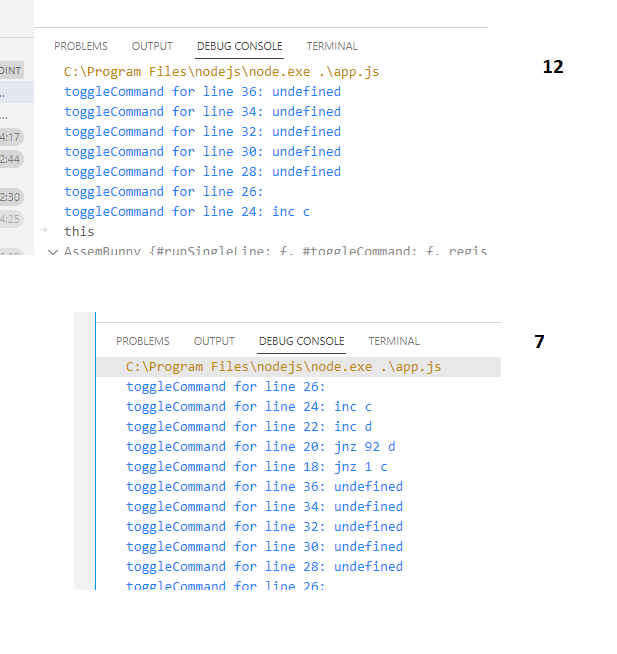 PROBLEMS OUTPUT DEBUG CONSOLE TERMINAL
C:\Program Files\nodejs\node.exe .\app.js
12
toggleCommand for line 36: undefined
toggleCommand for line 34: undefined
toggleCommand for line 32: undefined
toggleCommand for line 30: undefined
toggleCommand for line 28: undefined
toggleCommand for line 26:
toggleCommand for line 24: inc c
this
AssemBunny {#runSingleLine: f, #toggleCommand: f, regis
OINT
4:17
2:44
2:30
4:25
PROBLEMS OUTPUT DEBUG CONSOLE TERMINAL
7
C:\Program Files\nodejs\node.exe .\app.js
toggleCommand for line 26:
toggleCommand for line 24: inc c
toggleCommand for line 22: inc d
toggleCommand for line 20: jnz 92 d
toggleCommand for line 18: jnz 1 c
toggleCommand for line 36: undefined
toggleCommand for line 34: undefined
toggleCommand for line 32: undefined
toggleCommand for line 30: undefined
toggleCommand for line 28: undefined
toggleCommand for line 26: